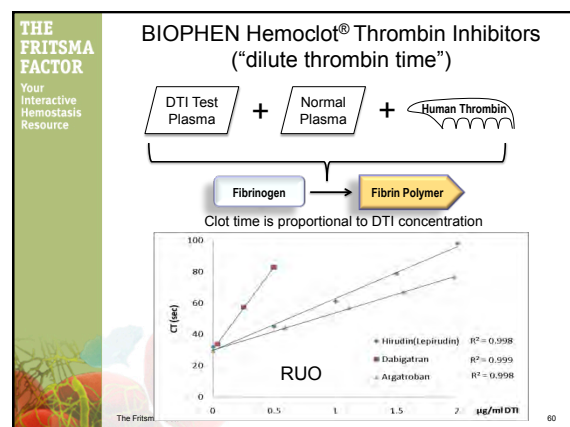 THE
FRITSMA
FACTOR
Your
Interactive
Hemostasis
Resource
BIOPHEN Hemoclot® Thrombin Inhibitors
("dilute thrombin time")
DTI Test
Plasma
+
Normal
Plasma
+
Human Thrombin
Fibrinogen
Fibrin Polymer
Clot time is proportional to DTI concentration
100
80
60
40
20
0
CT (sec)
Hirudin(Lepirudin) R² = 0.998
Dabigatran R² = 0.999
Argatroban R² = 0.998
RUO
0 0.5 1 1.5 2 µg/ml DTI
The Fritsm
60